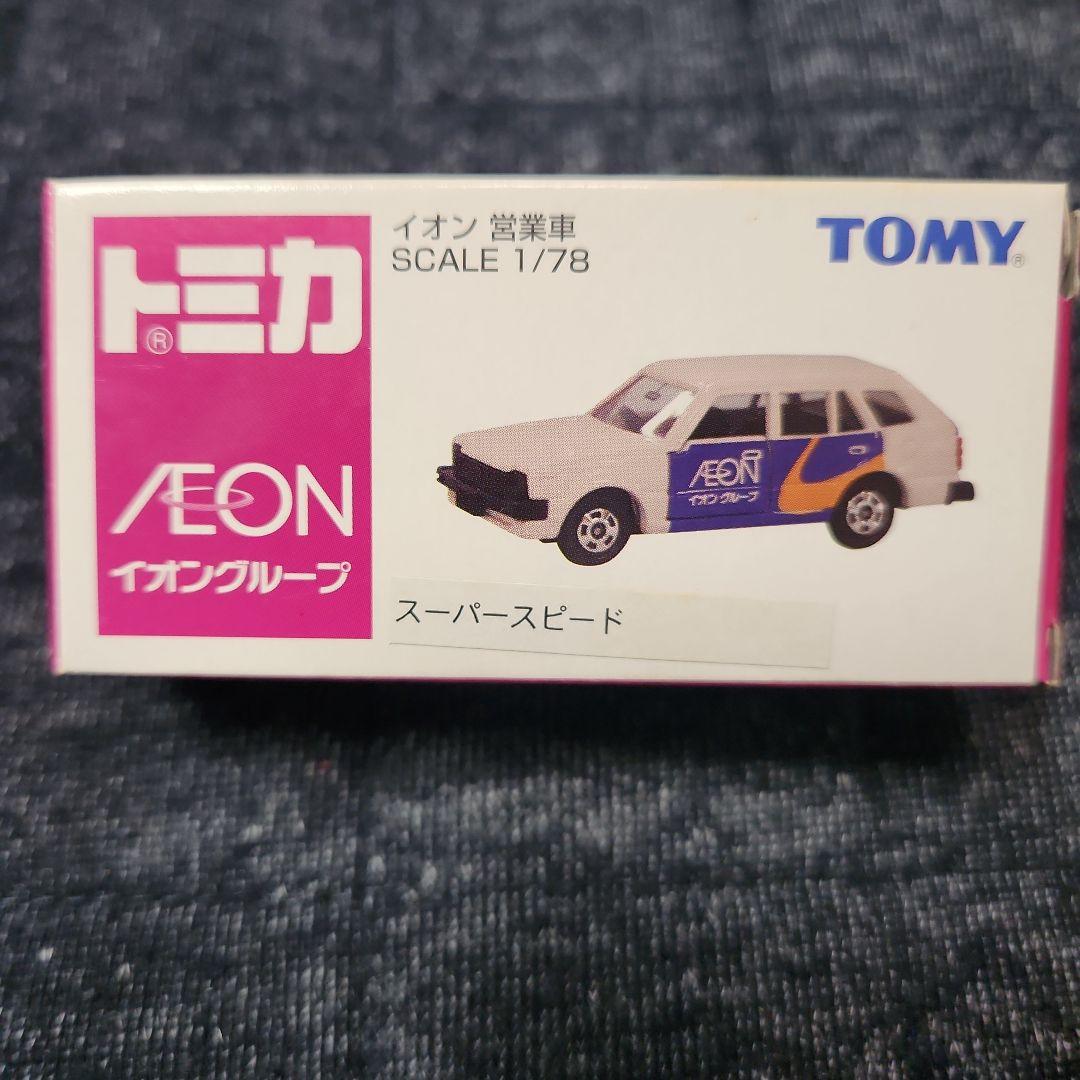 トミカ®
ÆON
イオングループ
イオン 営業車
SCALE 1/78
TOMY®
ÆON
イオングループ
スーパースピード